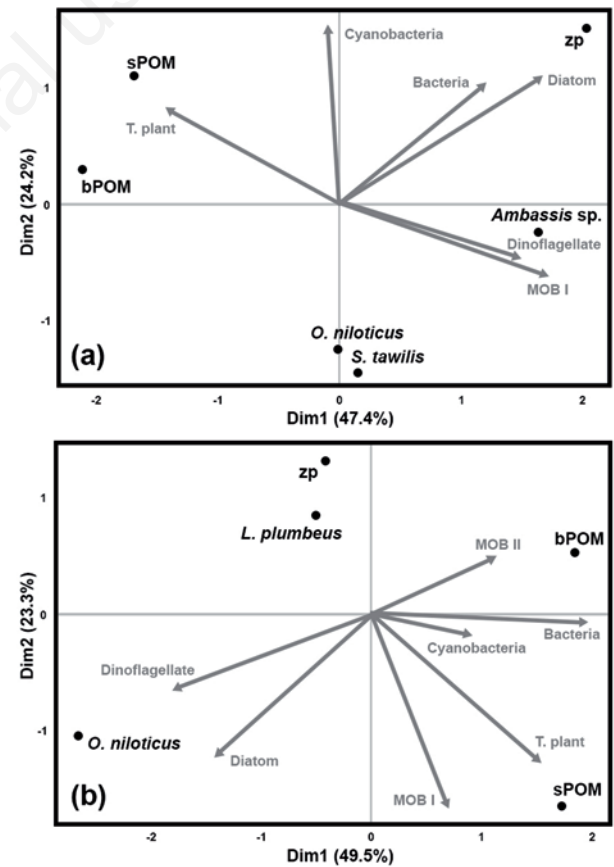 Cyanobacteria
zp
sPOM
Bacteria
Diatom
T. plant
bPOM
Ambassis sp.
Dinoflagellate
MOB I
O. niloticus
S. tawilis
(a)
1
0
-1
Dim2 (24.2%)
-2 -1 0 1 2
Dim1 (47.4%)
zp
L. plumbeus
MOB II
bPOM
Bacteria
Cyanobacteria
Dinoflagellate
O. niloticus
Diatom
T. plant
MOB I
sPOM
(b)
1
0
-1
Dim2 (23.3%)
-2 -1 0 1 2
Dim1 (49.5%)